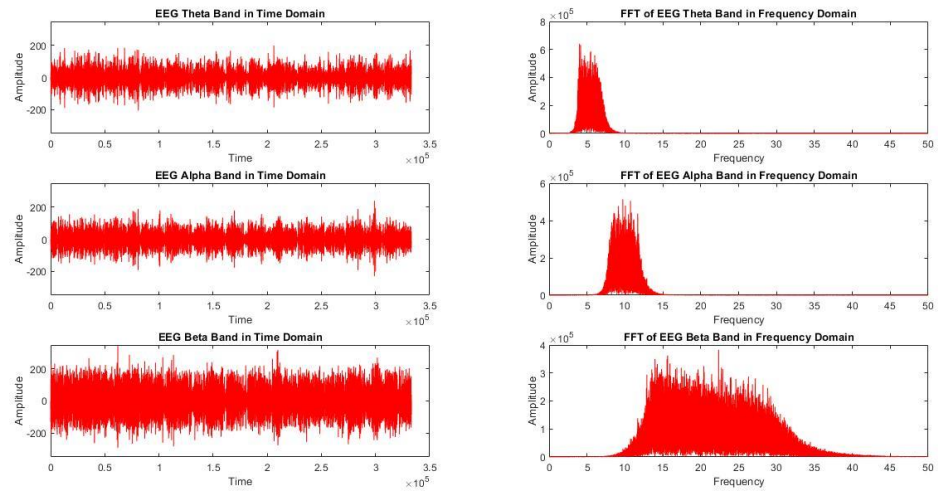 EEG Theta Band in Time Domain
Amplitude
200
0
-200
0 0.5 1 1.5 2 2.5 3 3.5
Time
×10^5
FFT of EEG Theta Band in Frequency Domain
×10^5
Amplitude
8
6
4
2
0
0 5 10 15 20 25 30 35 40 45 50
Frequency
EEG Alpha Band in Time Domain
Amplitude
200
0
-200
0 0.5 1 1.5 2 2.5 3 3.5
Time
×10^5
FFT of EEG Alpha Band in Frequency Domain
×10^5
Amplitude
6
4
2
0
0 5 10 15 20 25 30 35 40 45 50
Frequency
EEG Beta Band in Time Domain
Amplitude
200
0
-200
0 0.5 1 1.5 2 2.5 3 3.5
Time
×10^5
FFT of EEG Beta Band in Frequency Domain
×10^5
Amplitude
4
3
2
1
0
0 5 10 15 20 25 30 35 40 45 50
Frequency